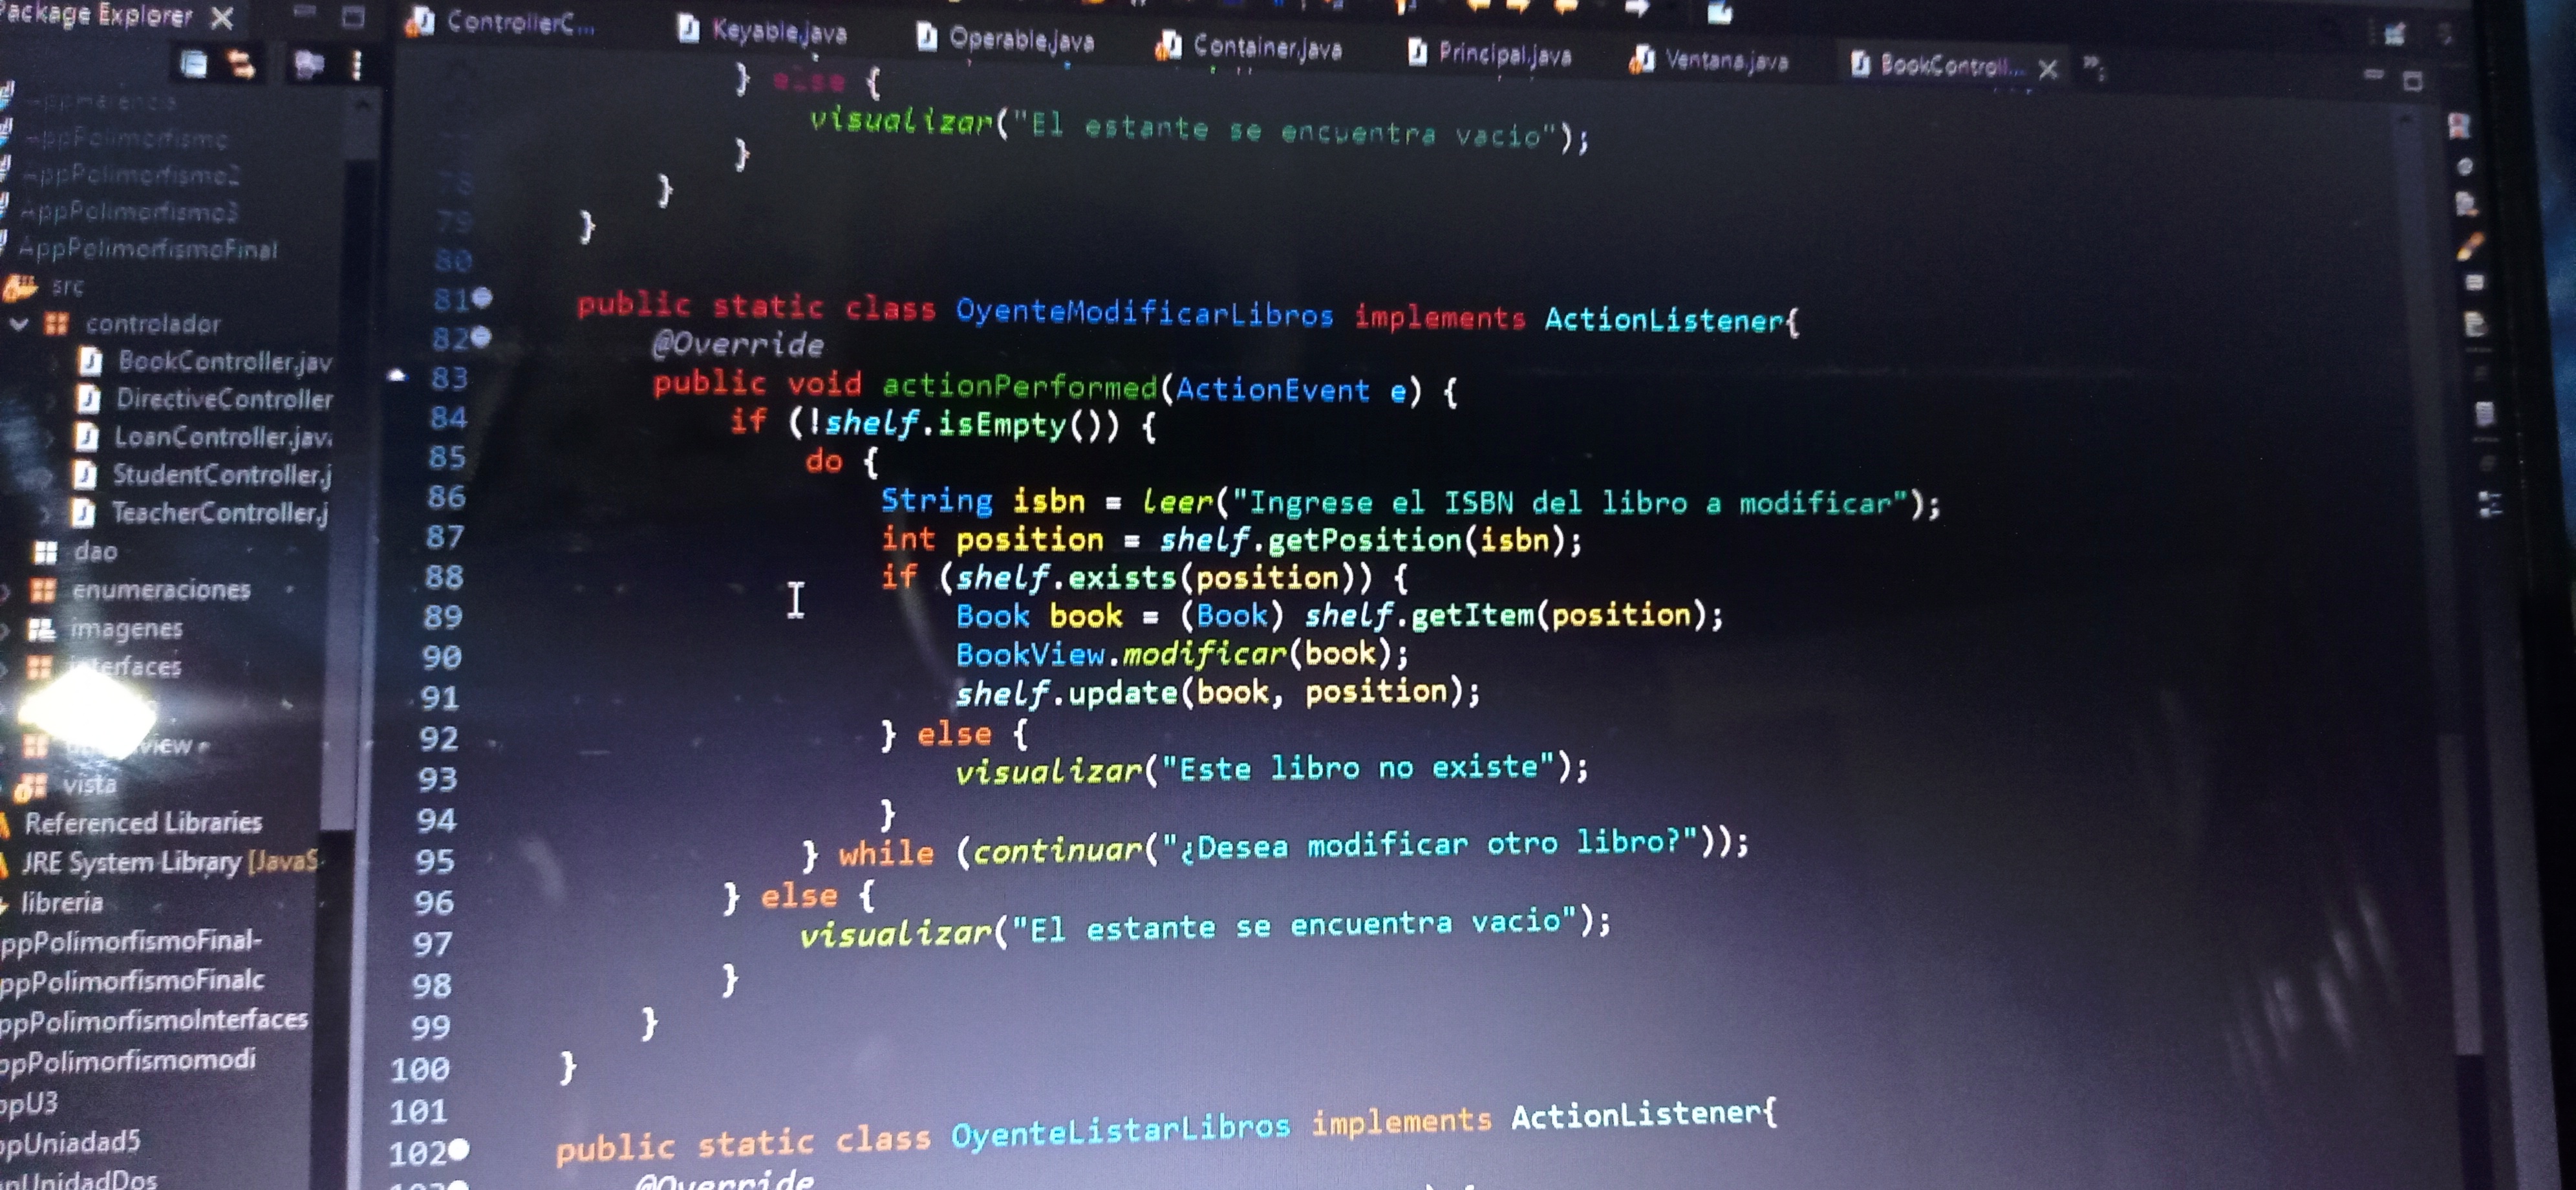 Package Explorer
AppPolimorfismo
AppPolimorfismo2
AppPolimorfismo3
AppPolimorfismoFinal
src
controlador
BookController.jav
DirectiveController
LoanController.java
StudentController.j
TeacherController.j
dao
enumeraciones
imagenes
interfaces
vista
Referenced Libraries
JRE System Library [JavaS
libreria
ppPolimorfismoFinal-
ppPolimorfismoFinalc
ppPolimorfismoInterfaces
ppPolimorfismomodi
ppU3
ppUniadad5
pUnidadDos
ControllerC... Keyable.java Operable.java Container.java Principal.java Ventana.java BookControll...
} else {
visualizar("El estante se encuentra vacio");
}
78 }
79 }
80
81 public static class OyenteModificarLibros implements ActionListener{
82 @Override
83 public void actionPerformed(ActionEvent e) {
84 if (!shelf.isEmpty()) {
85 do {
86 String isbn = leer("Ingrese el ISBN del libro a modificar");
87 int position = shelf.getPosition(isbn);
88 if (shelf.exists(position)) {
89 Book book = (Book) shelf.getItem(position);
90 BookView.modificar(book);
91 shelf.update(book, position);
92 } else {
93 visualizar("Este libro no existe");
94 }
95 } while (continuar("¿Desea modificar otro libro?"));
96 } else {
97 visualizar("El estante se encuentra vacio");
98 }
99 }
100 }
101
102 public static class OyenteListarLibros implements ActionListener{
@Override